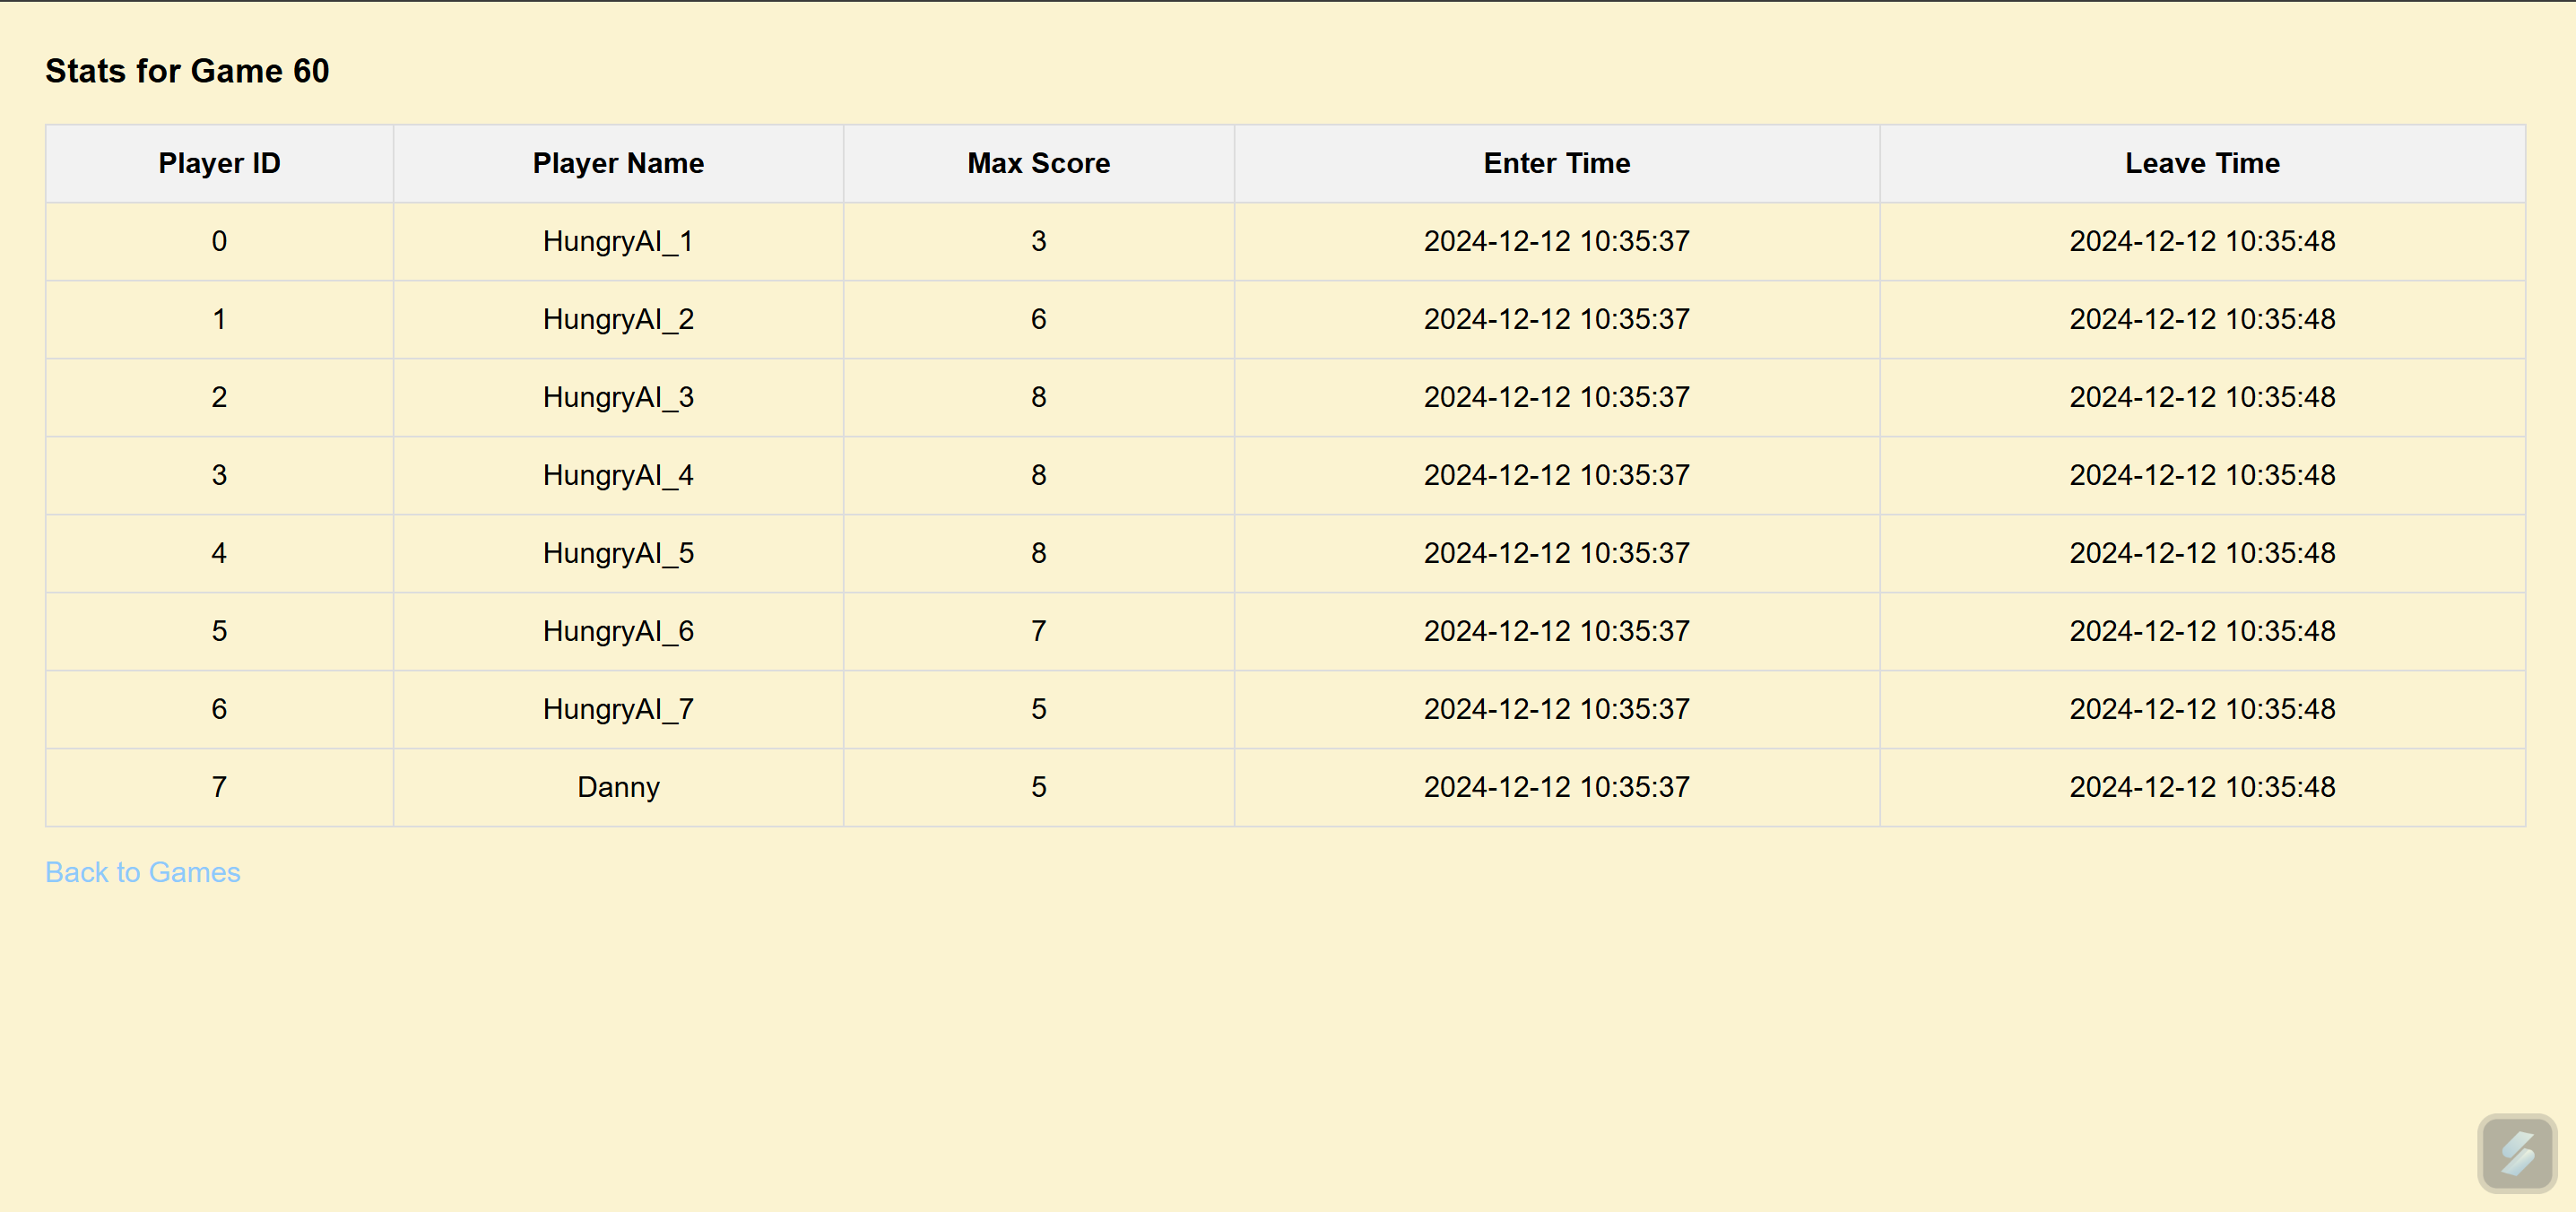 Stats for Game 60
Player ID Player Name Max Score Enter Time Leave Time
0 HungryAI_1 3 2024-12-12 10:35:37 2024-12-12 10:35:48
1 HungryAI_2 6 2024-12-12 10:35:37 2024-12-12 10:35:48
2 HungryAI_3 8 2024-12-12 10:35:37 2024-12-12 10:35:48
3 HungryAI_4 8 2024-12-12 10:35:37 2024-12-12 10:35:48
4 HungryAI_5 8 2024-12-12 10:35:37 2024-12-12 10:35:48
5 HungryAI_6 7 2024-12-12 10:35:37 2024-12-12 10:35:48
6 HungryAI_7 5 2024-12-12 10:35:37 2024-12-12 10:35:48
7 Danny 5 2024-12-12 10:35:37 2024-12-12 10:35:48
Back to Games